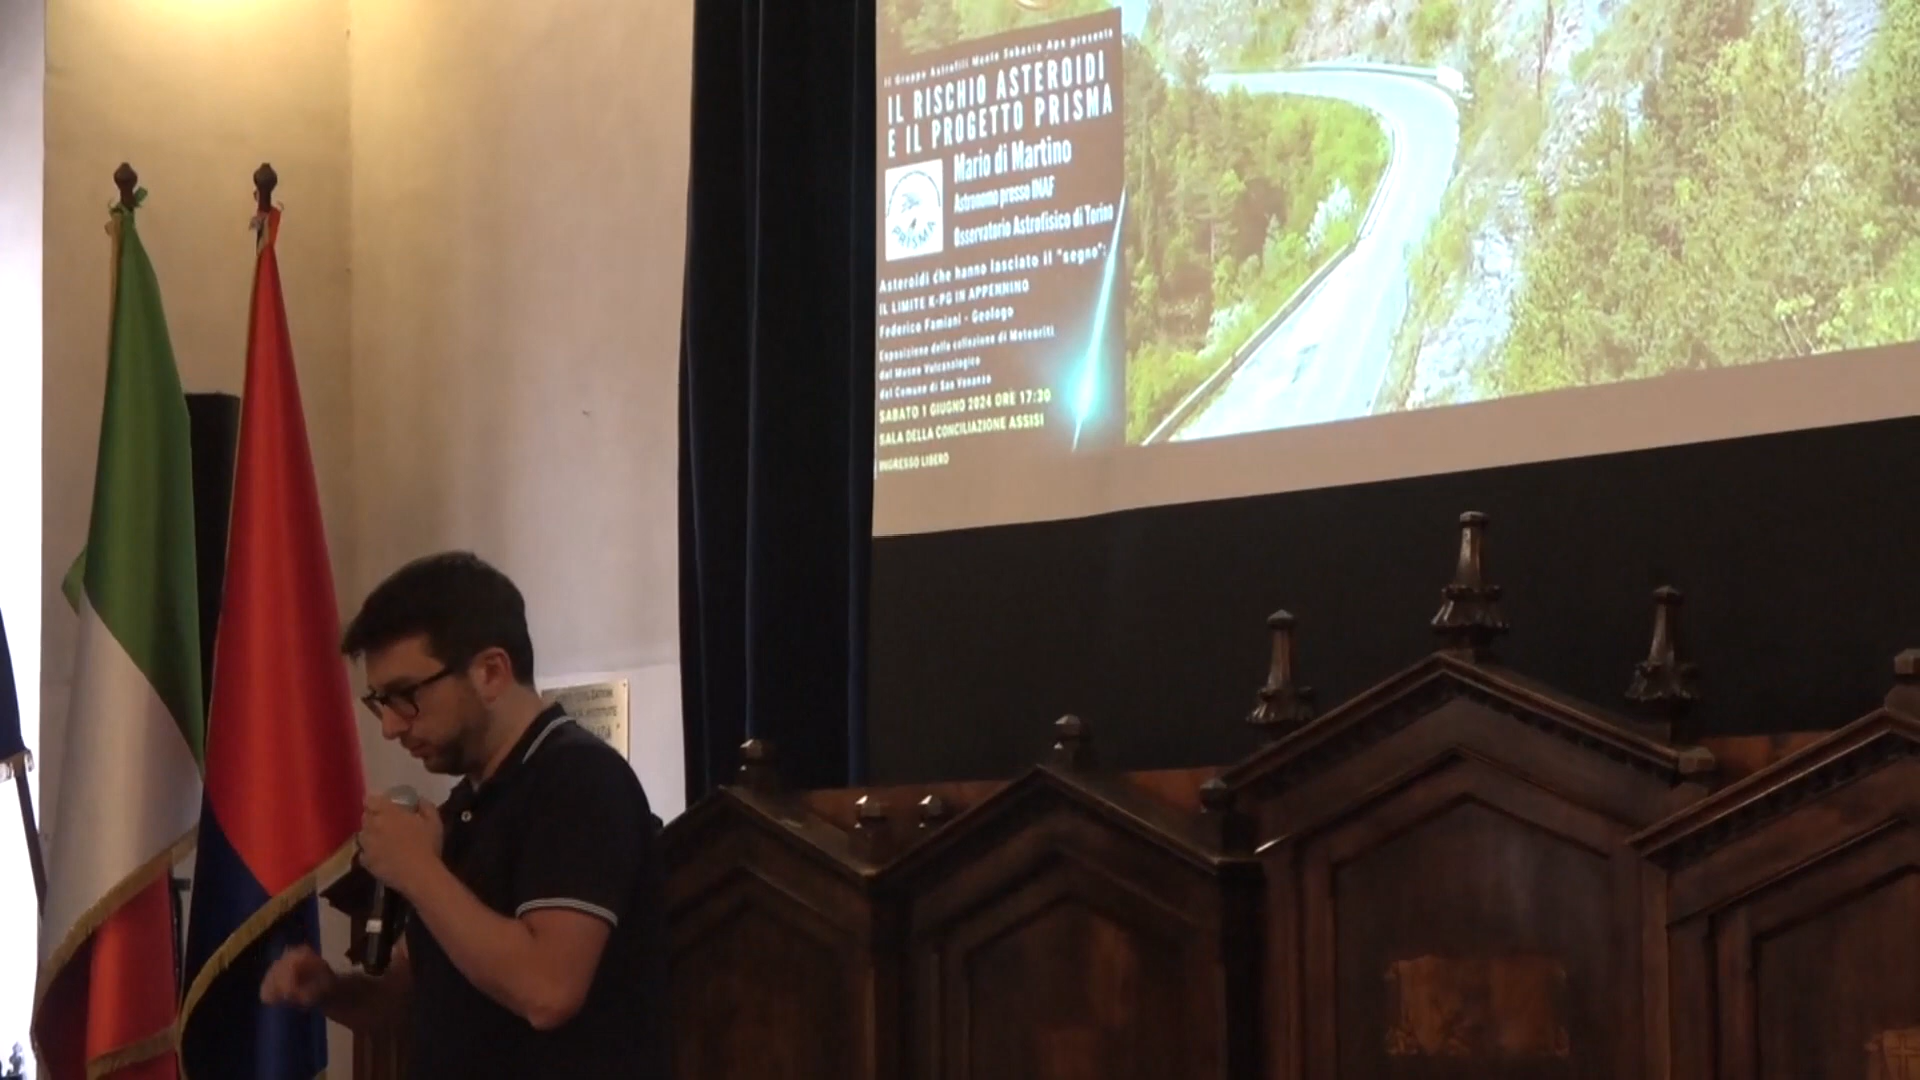 Il Gruppo Astrofili Monte Subasio Aps presenta
IL RISCHIO ASTEROIDI
E IL PROGETTO PRISMA
Mario di Martino
Astronomo presso INAF
Osservatorio Astrofisico di Torino
PRISMA
Asteroidi che hanno lasciato il "segno":
IL LIMITE K-PG IN APPENNINO
Federico Famiani - Geologo
Esposizione della collezione di Meteoriti
del Museo Vulcanologico
del Comune di San Venanzo
SABATO 1 GIUGNO 2024 ORE 17:30
SALA DELLA CONCILIAZIONE ASSISI
INGRESSO LIBERO
INSTITUTE